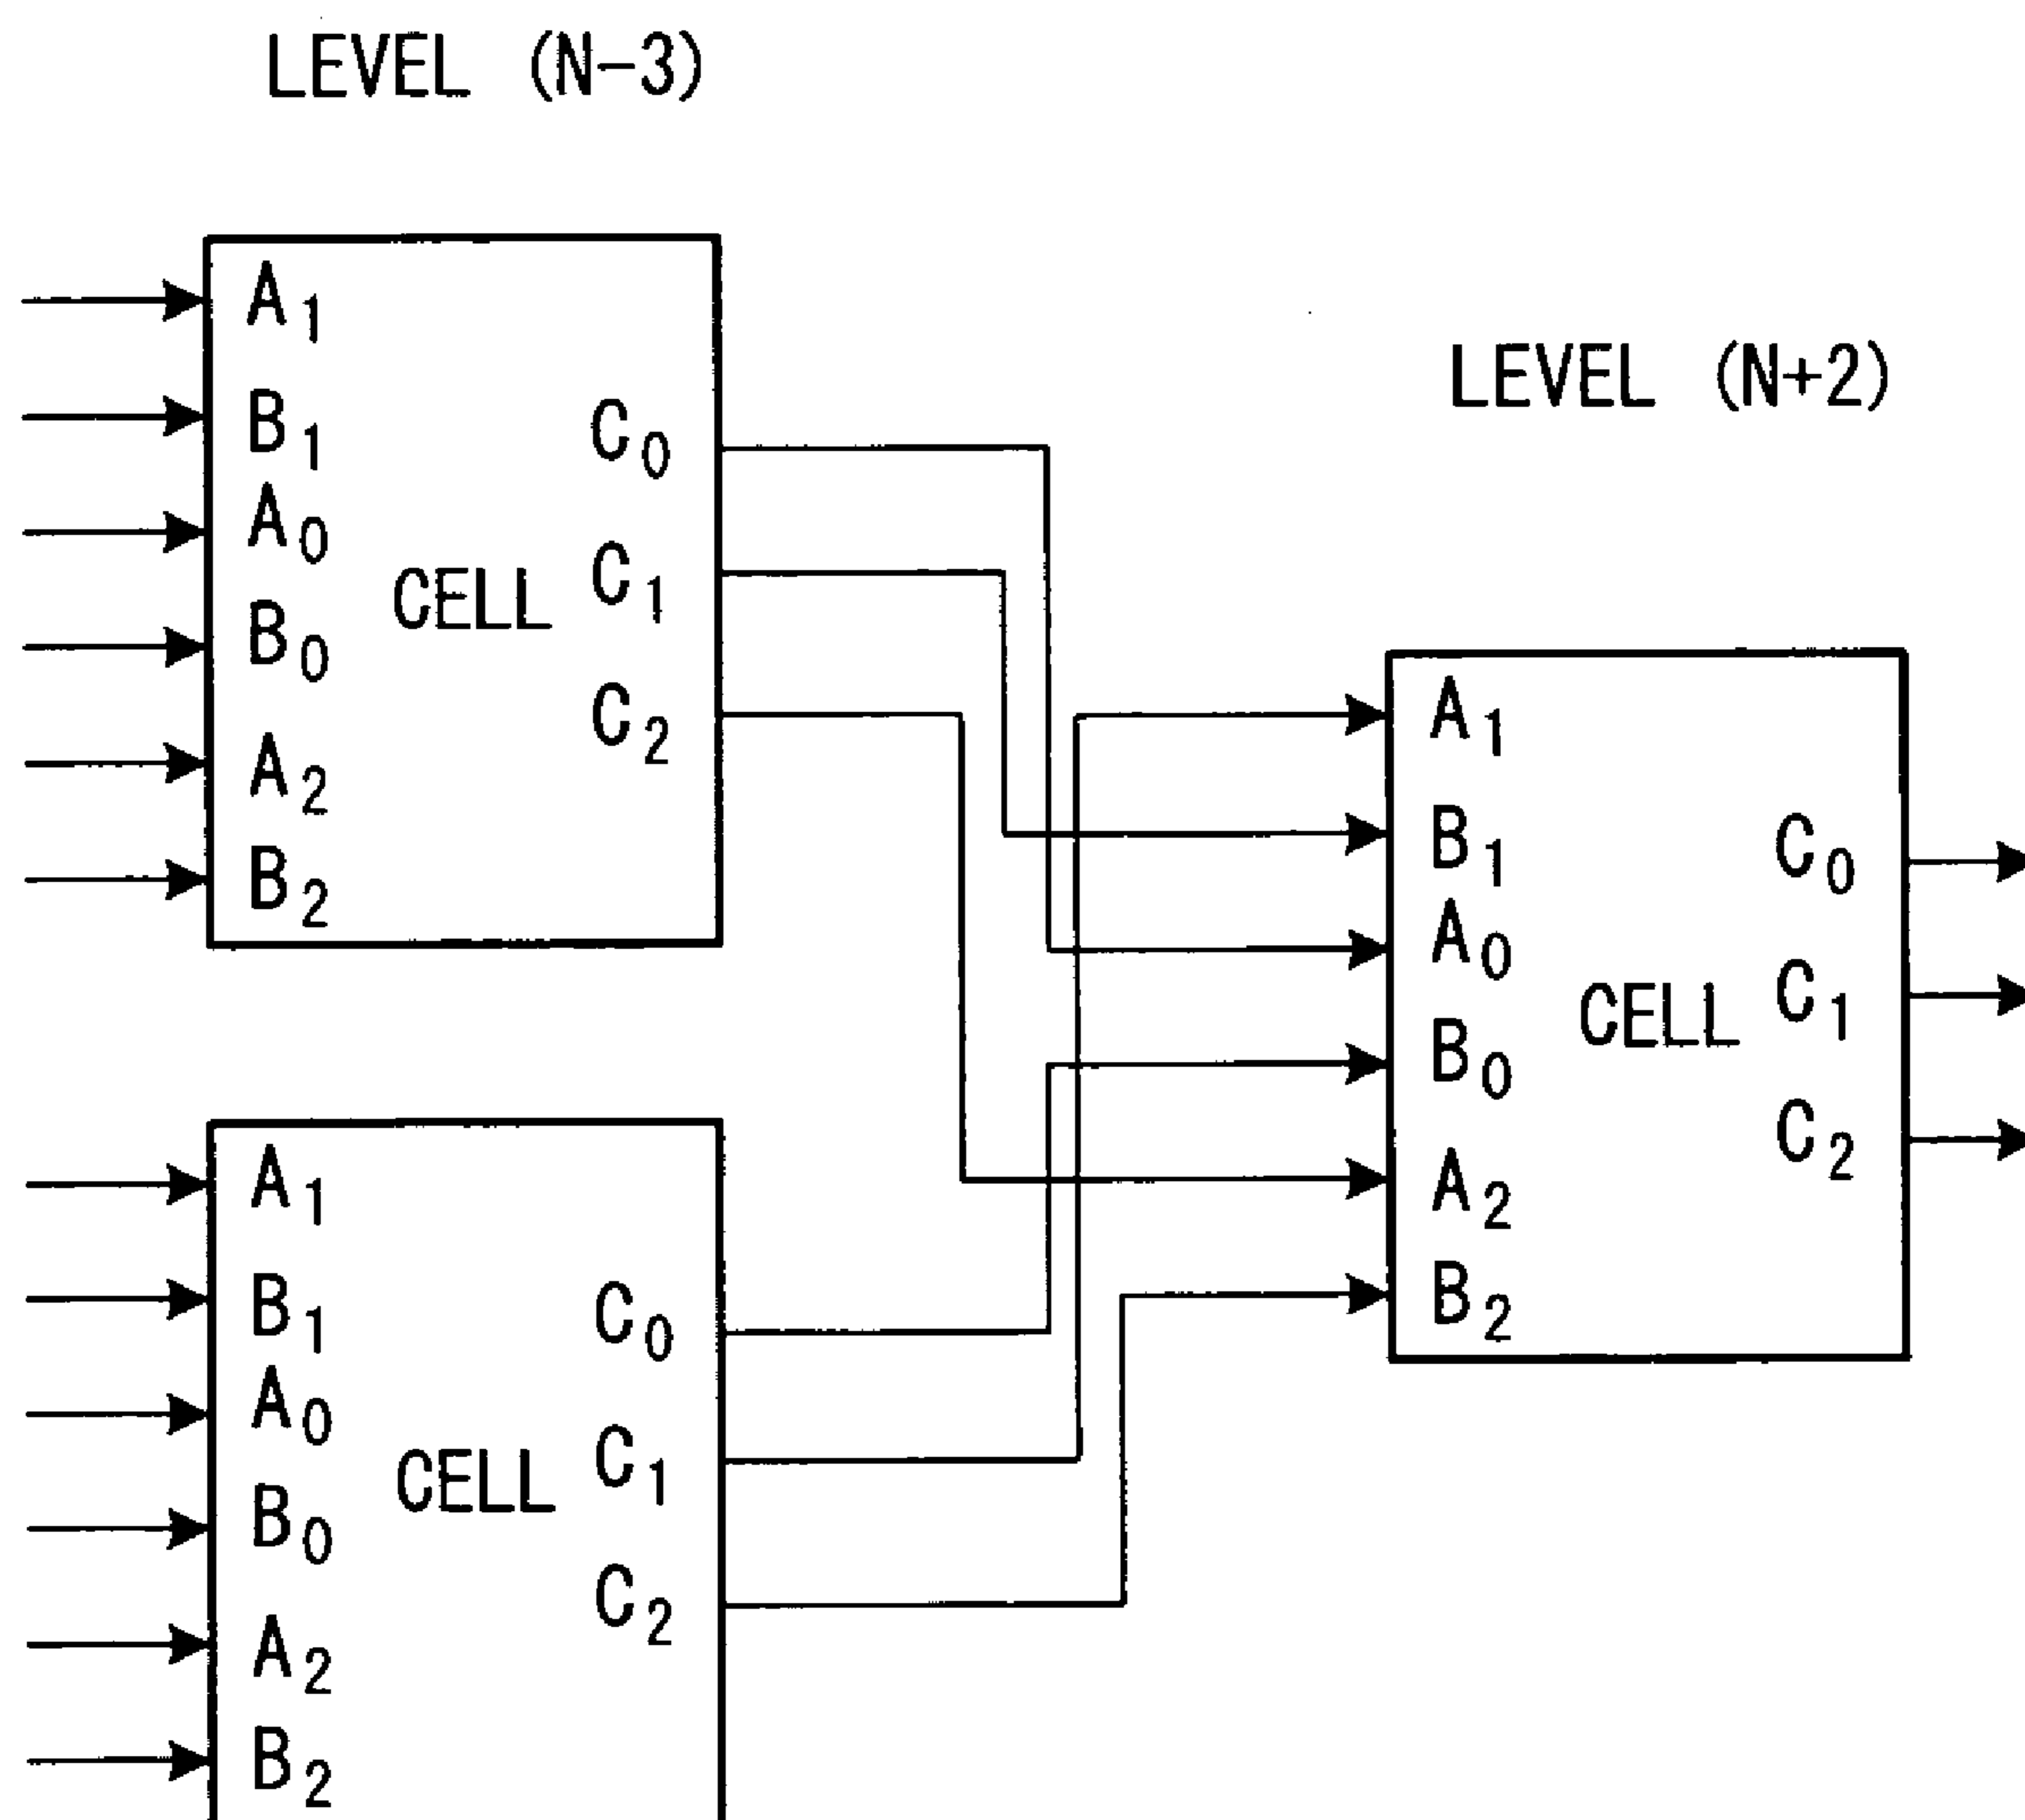 LEVEL (N-3)
A1
B1
A0
B0
A2
B2
CELL
C0
C1
C2
LEVEL (N+2)
A1
B1
A0
B0
A2
B2
CELL
C0
C1
C2
A1
B1
A0
B0
A2
B2
CELL
C0
C1
C2